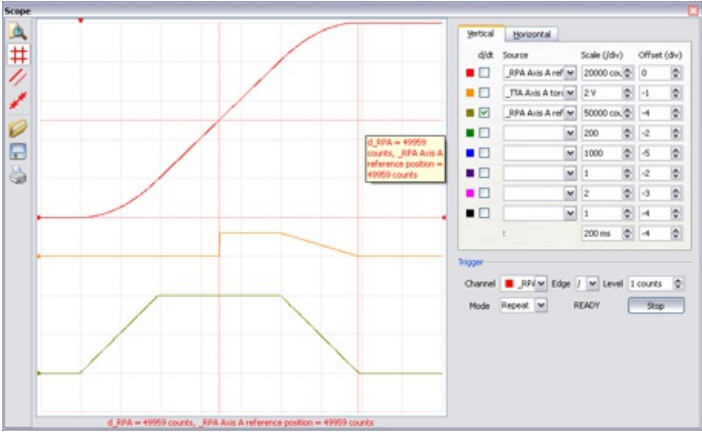 Scope
Vertical
Horizontal
d/dt Source Scale (/div) Offset (div)
_RPA Axis A ref 20000 cou 0
_TTA Axis A torq 2 V -1
_RPA Axis A ref 50000 cou -4
200 -2
1000 -5
1 -2
2 -3
1 -4
t 200 ms -4
d_RPA = 49959
counts, _RPA Axis A
reference position =
49959 counts
Trigger
Channel _RPA Edge Level 1 counts
Mode Repeat READY Stop
d_RPA = 49959 counts, _RPA Axis A reference position = 49959 counts